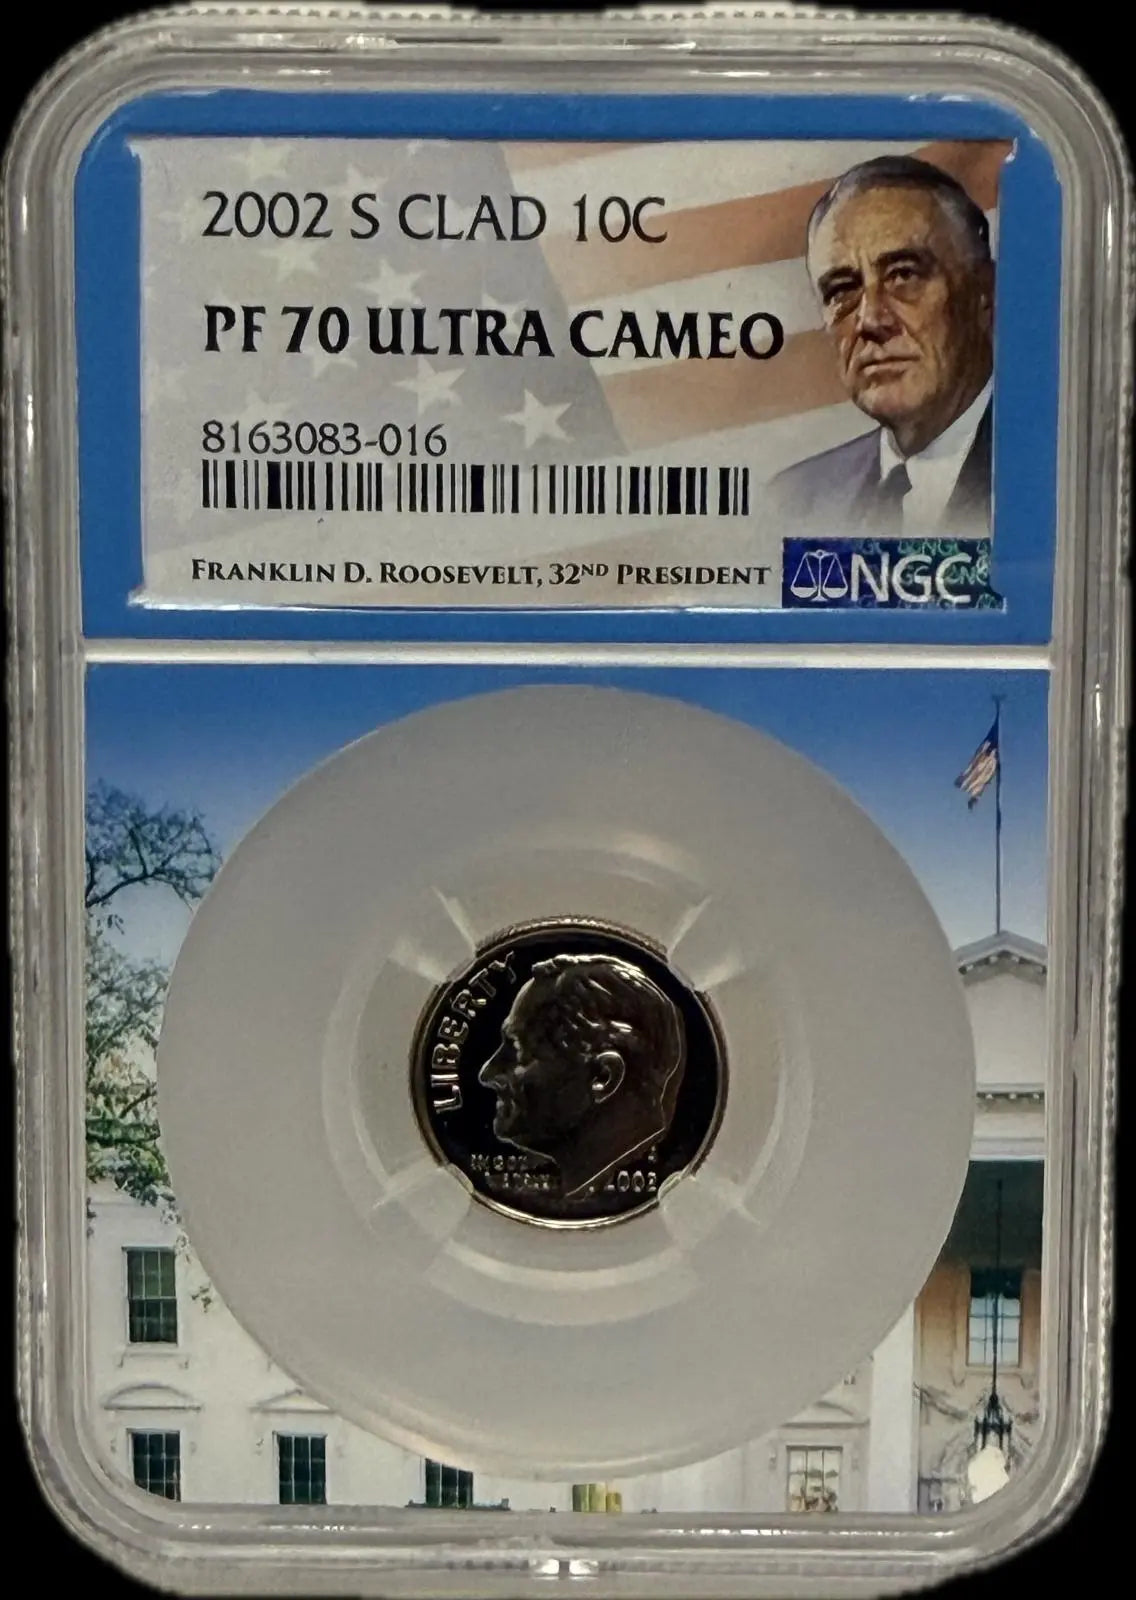 2002 S CLAD 10C
PF 70 ULTRA CAMEO
8163083-016
FRANKLIN D. ROOSEVELT, 32ND PRESIDENT
NGC
LIBERTY
2002